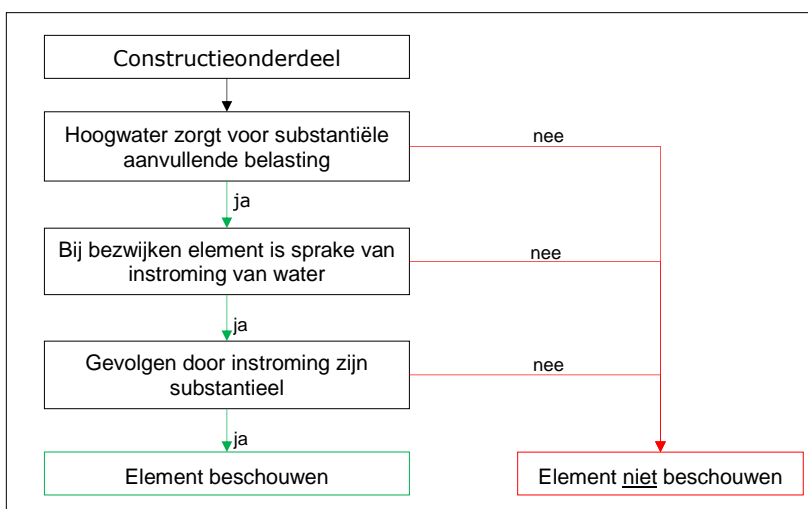 Constructieonderdeel
Hoogwater zorgt voor substantiële
aanvullende belasting
nee
ja
Bij bezwijken element is sprake van
instroming van water
nee
ja
Gevolgen door instroming zijn
substantieel
nee
ja
Element beschouwen
Element niet beschouwen